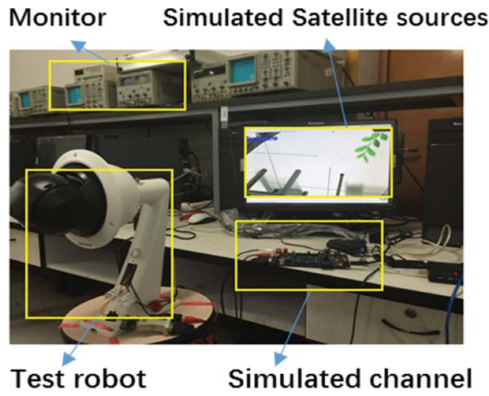 Monitor
Simulated Satellite sources
Test robot
Simulated channel